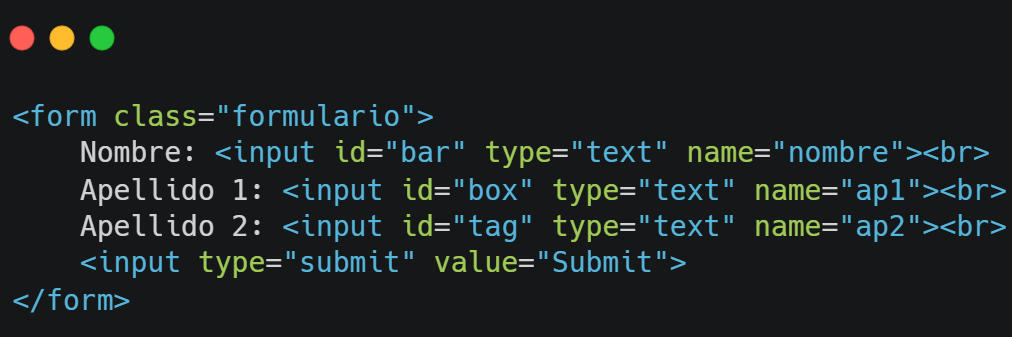 <form class="formulario">
Nombre: <input id="bar" type="text" name="nombre"><br>
Apellido 1: <input id="box" type="text" name="ap1"><br>
Apellido 2: <input id="tag" type="text" name="ap2"><br>
<input type="submit" value="Submit">
</form>